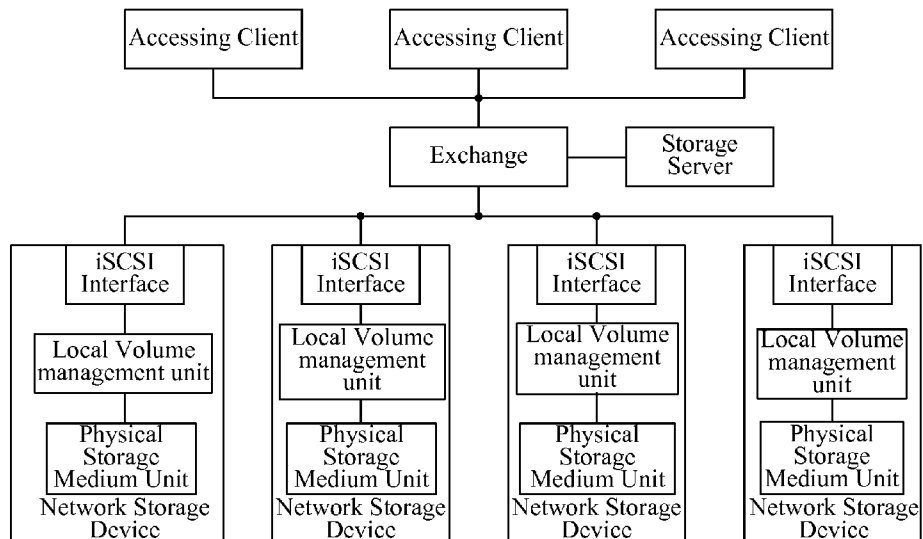 Accessing Client
Accessing Client
Accessing Client
Exchange
Storage
Server
iSCSI
Interface
Local Volume
management unit
Physical
Storage
Medium Unit
Network Storage
Device
iSCSI
Interface
Local Volume
management
unit
Physical
Storage
Medium Unit
Network Storage
Device
iSCSI
Interface
Local Volume
management
unit
Physical
Storage
Medium Unit
Network Storage
Device
iSCSI
Interface
Local Volume
management
unit
Physical
Storage
Medium Unit
Network Storage
Device